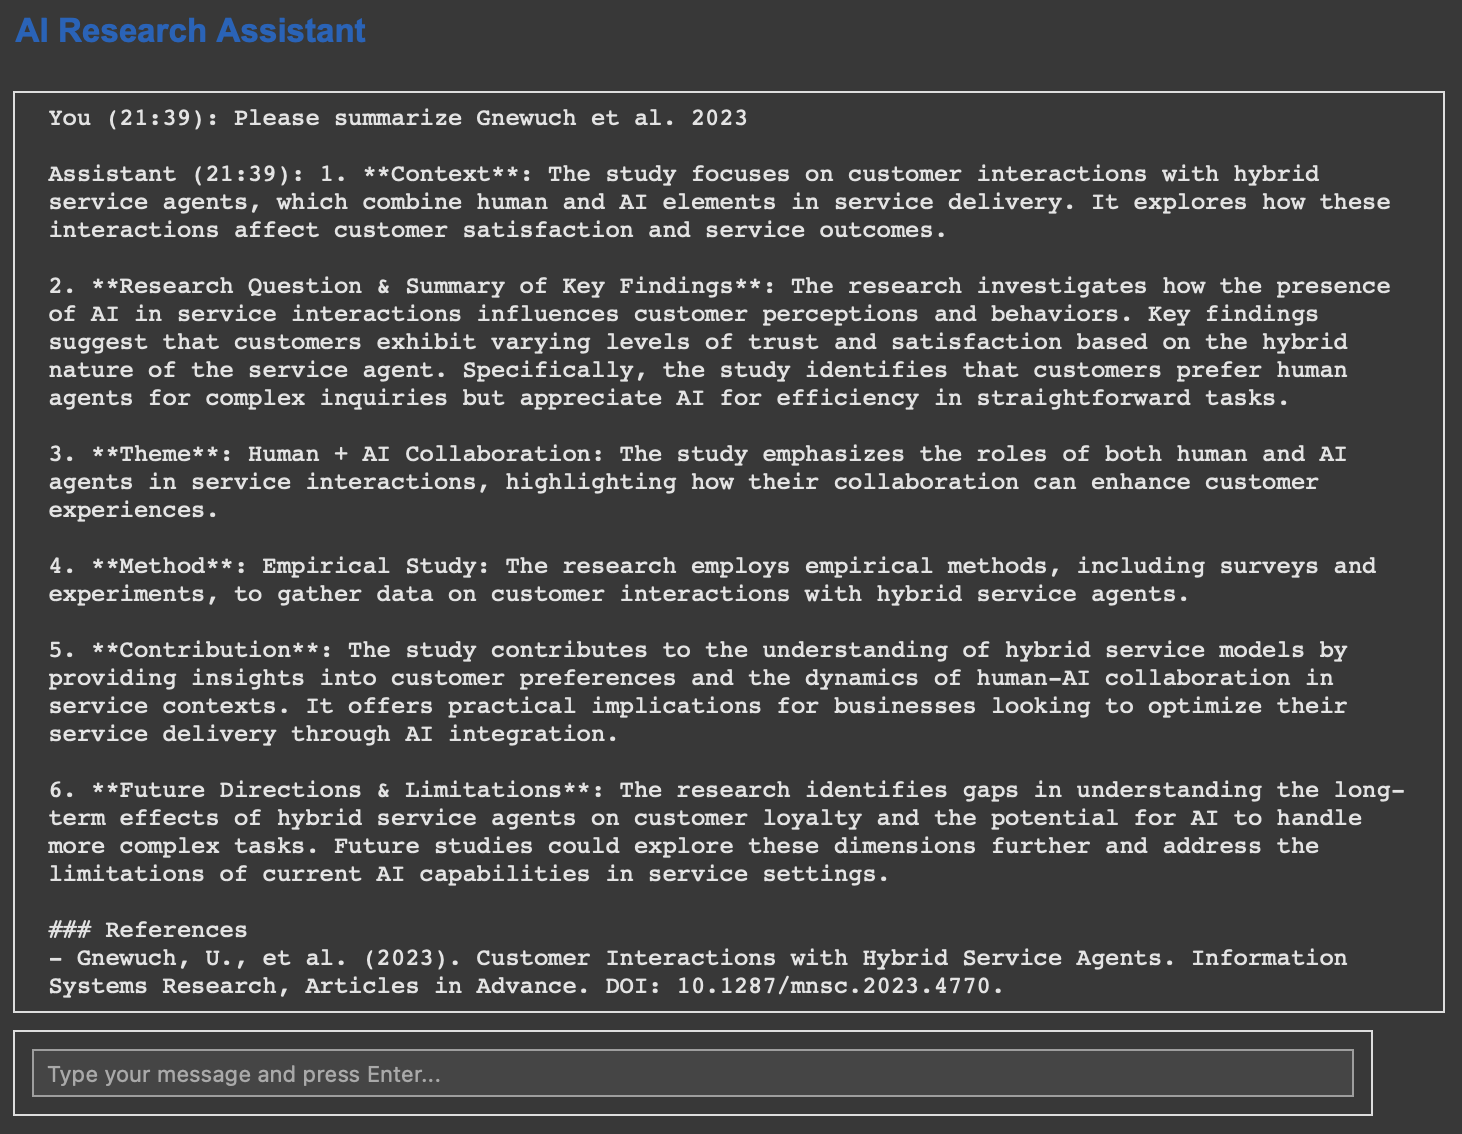 AI Research Assistant
You (21:39): Please summarize Gnewuch et al. 2023
Assistant (21:39): 1. **Context**: The study focuses on customer interactions with hybrid
service agents, which combine human and AI elements in service delivery. It explores how these
interactions affect customer satisfaction and service outcomes.
2. **Research Question & Summary of Key Findings**: The research investigates how the presence
of AI in service interactions influences customer perceptions and behaviors. Key findings
suggest that customers exhibit varying levels of trust and satisfaction based on the hybrid
nature of the service agent. Specifically, the study identifies that customers prefer human
agents for complex inquiries but appreciate AI for efficiency in straightforward tasks.
3. **Theme**: Human + AI Collaboration: The study emphasizes the roles of both human and AI
agents in service interactions, highlighting how their collaboration can enhance customer
experiences.
4. **Method**: Empirical Study: The research employs empirical methods, including surveys and
experiments, to gather data on customer interactions with hybrid service agents.
5. **Contribution**: The study contributes to the understanding of hybrid service models by
providing insights into customer preferences and the dynamics of human-AI collaboration in
service contexts. It offers practical implications for businesses looking to optimize their
service delivery through AI integration.
6. **Future Directions & Limitations**: The research identifies gaps in understanding the long-
term effects of hybrid service agents on customer loyalty and the potential for AI to handle
more complex tasks. Future studies could explore these dimensions further and address the
limitations of current AI capabilities in service settings.
### References
- Gnewuch, U., et al. (2023). Customer Interactions with Hybrid Service Agents. Information
Systems Research, Articles in Advance. DOI: 10.1287/mnsc.2023.4770.
Type your message and press Enter...